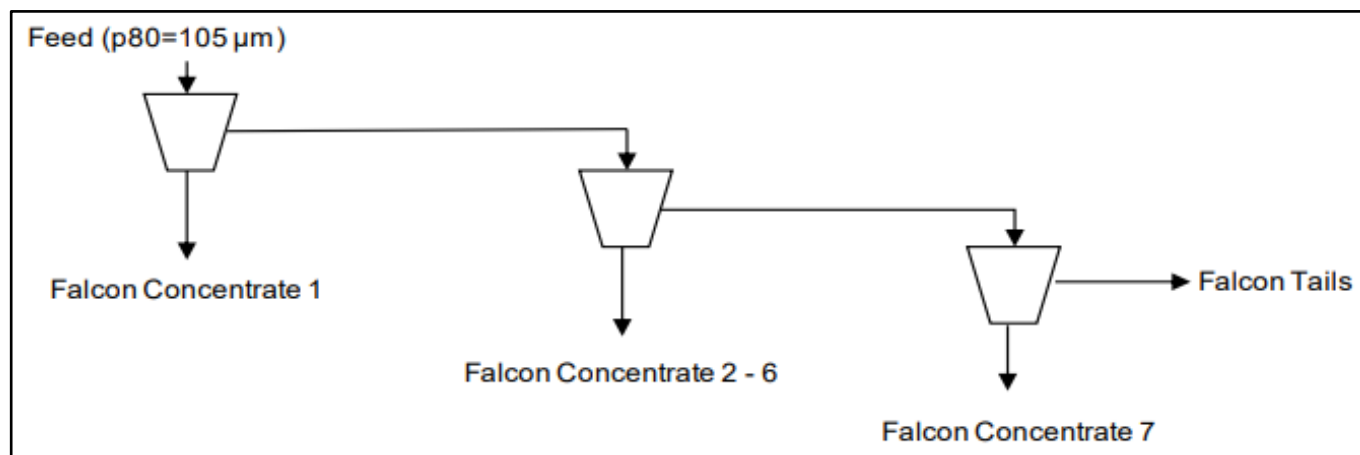 Feed (p80=105 µm)
Falcon Concentrate 1
Falcon Tails
Falcon Concentrate 2 - 6
Falcon Concentrate 7